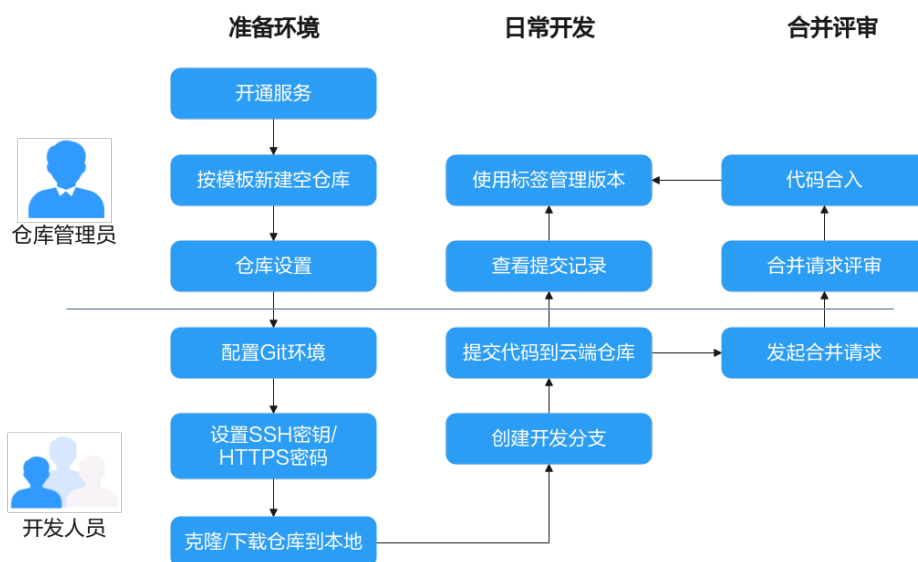 准备环境
日常开发
合并评审
开通服务
按模板新建空仓库
使用标签管理版本
代码合入
仓库管理员
仓库设置
查看提交记录
合并请求评审
配置Git环境
提交代码到云端仓库
发起合并请求
设置SSH密钥/
HTTPS密码
创建开发分支
开发人员
克隆/下载仓库到本地